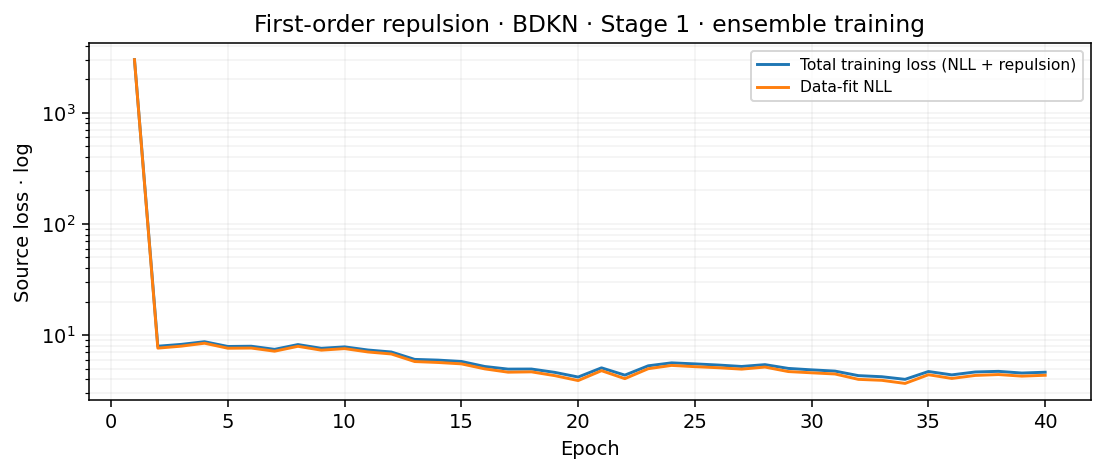 First-order repulsion · BDKN · Stage 1 · ensemble training
Total training loss (NLL + repulsion)
Data-fit NLL
Source loss · log
10³
10²
10¹
0 5 10 15 20 25 30 35 40
Epoch